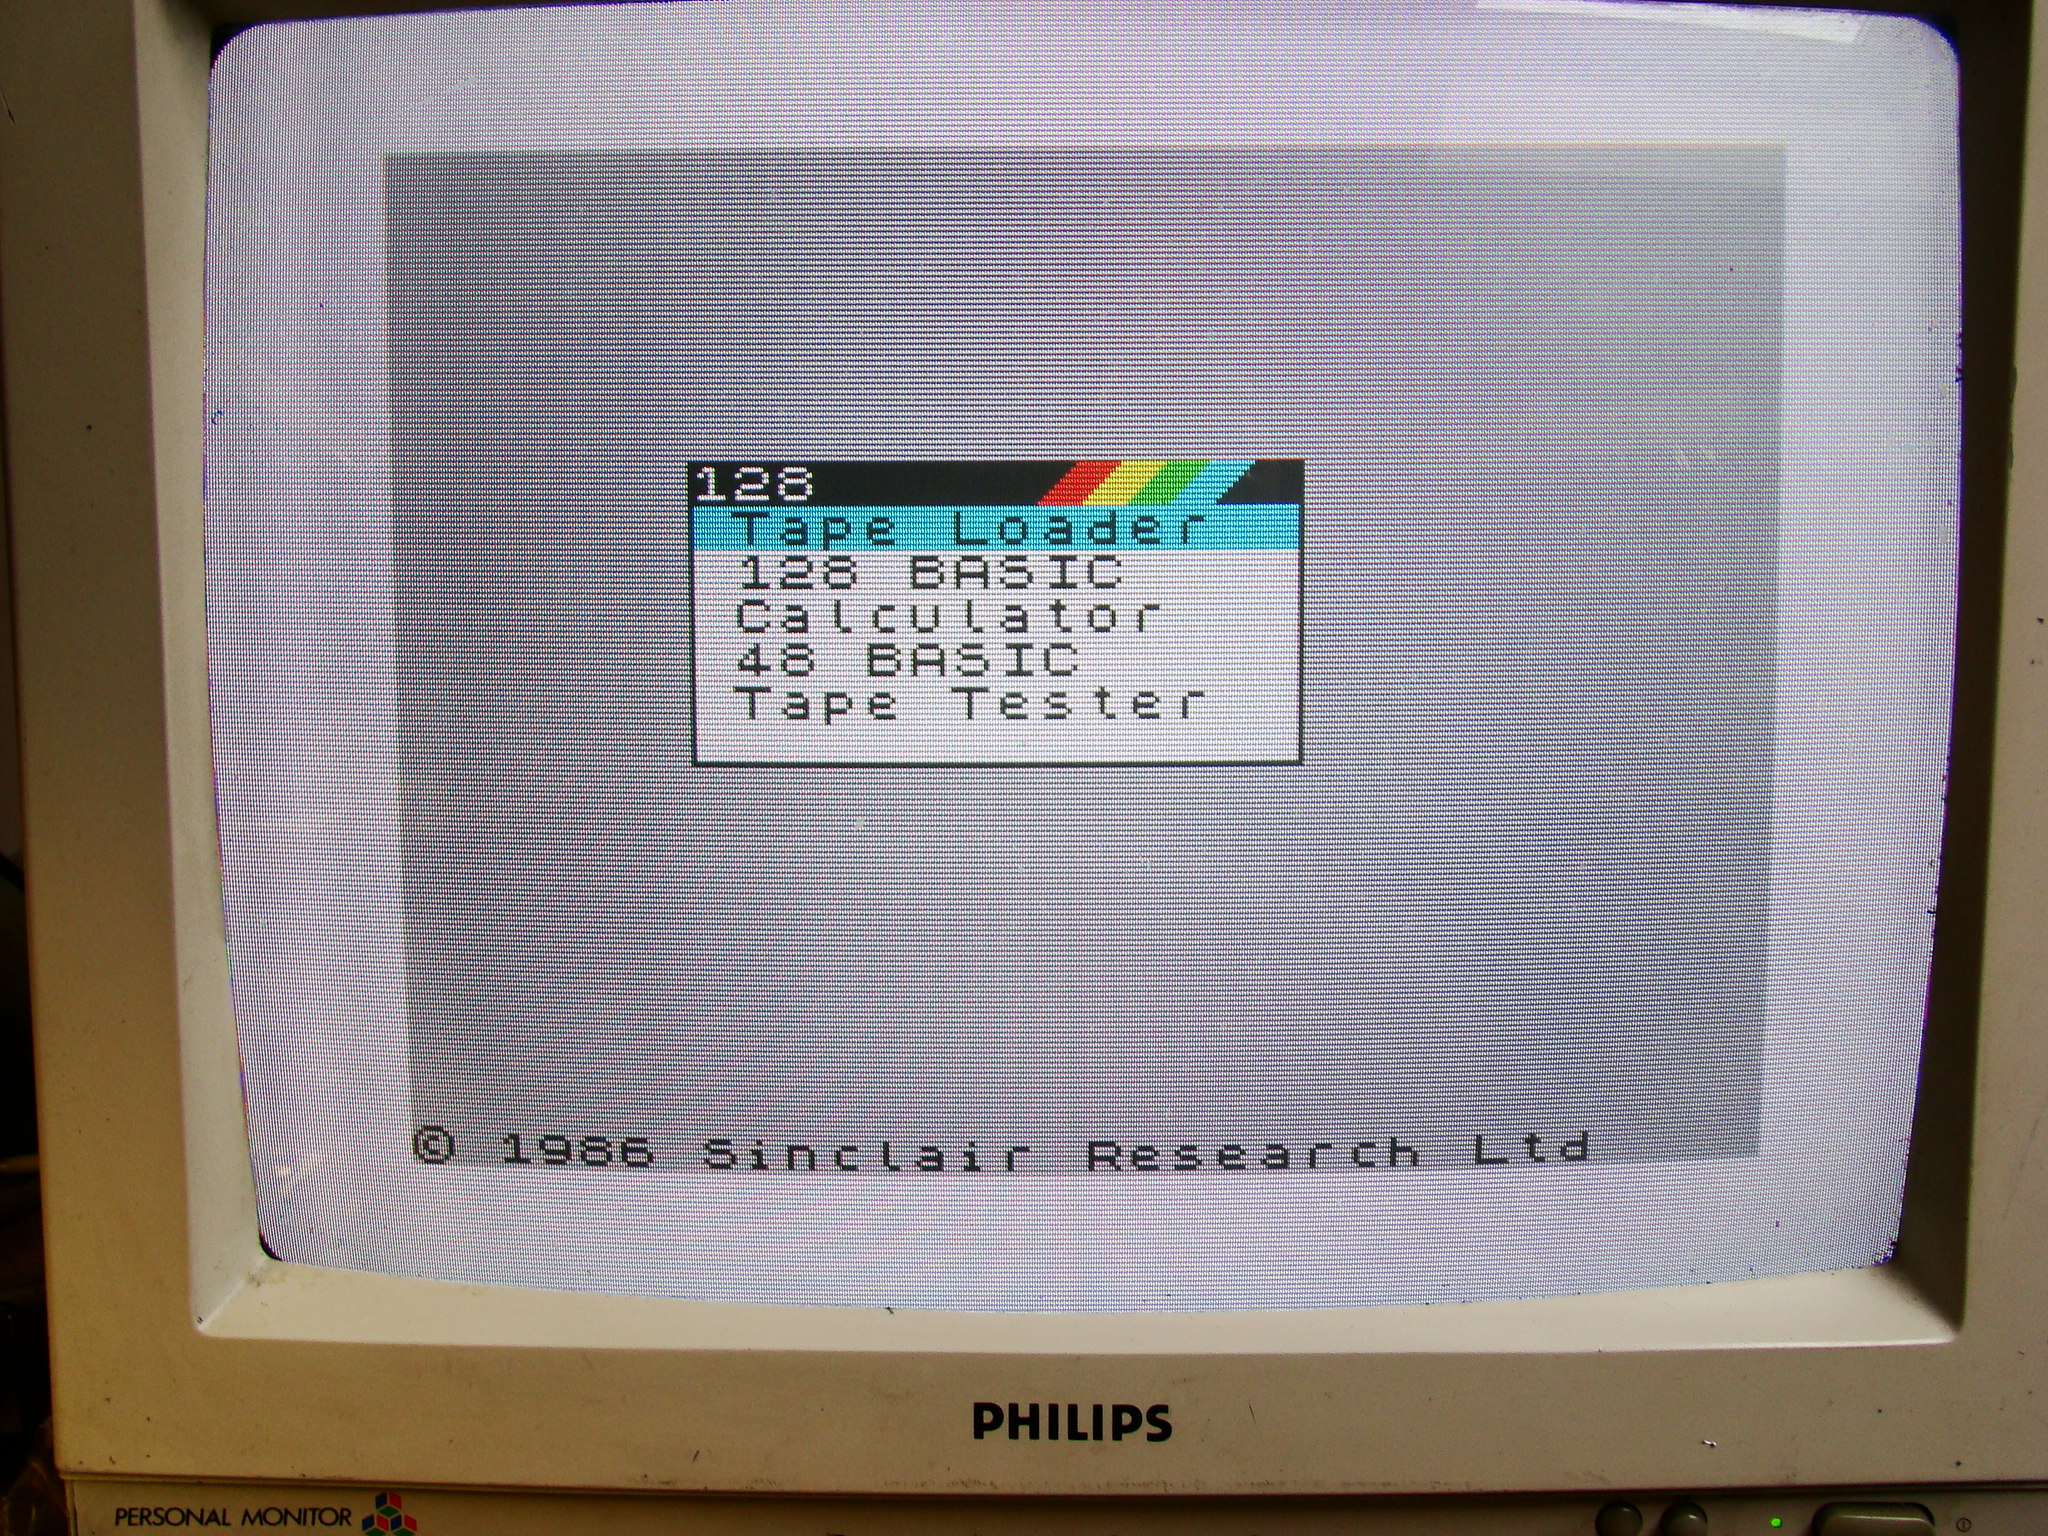 128
Tape Loader
128 BASIC
Calculator
48 BASIC
Tape Tester
© 1986 Sinclair Research Ltd
PHILIPS
PERSONAL MONITOR